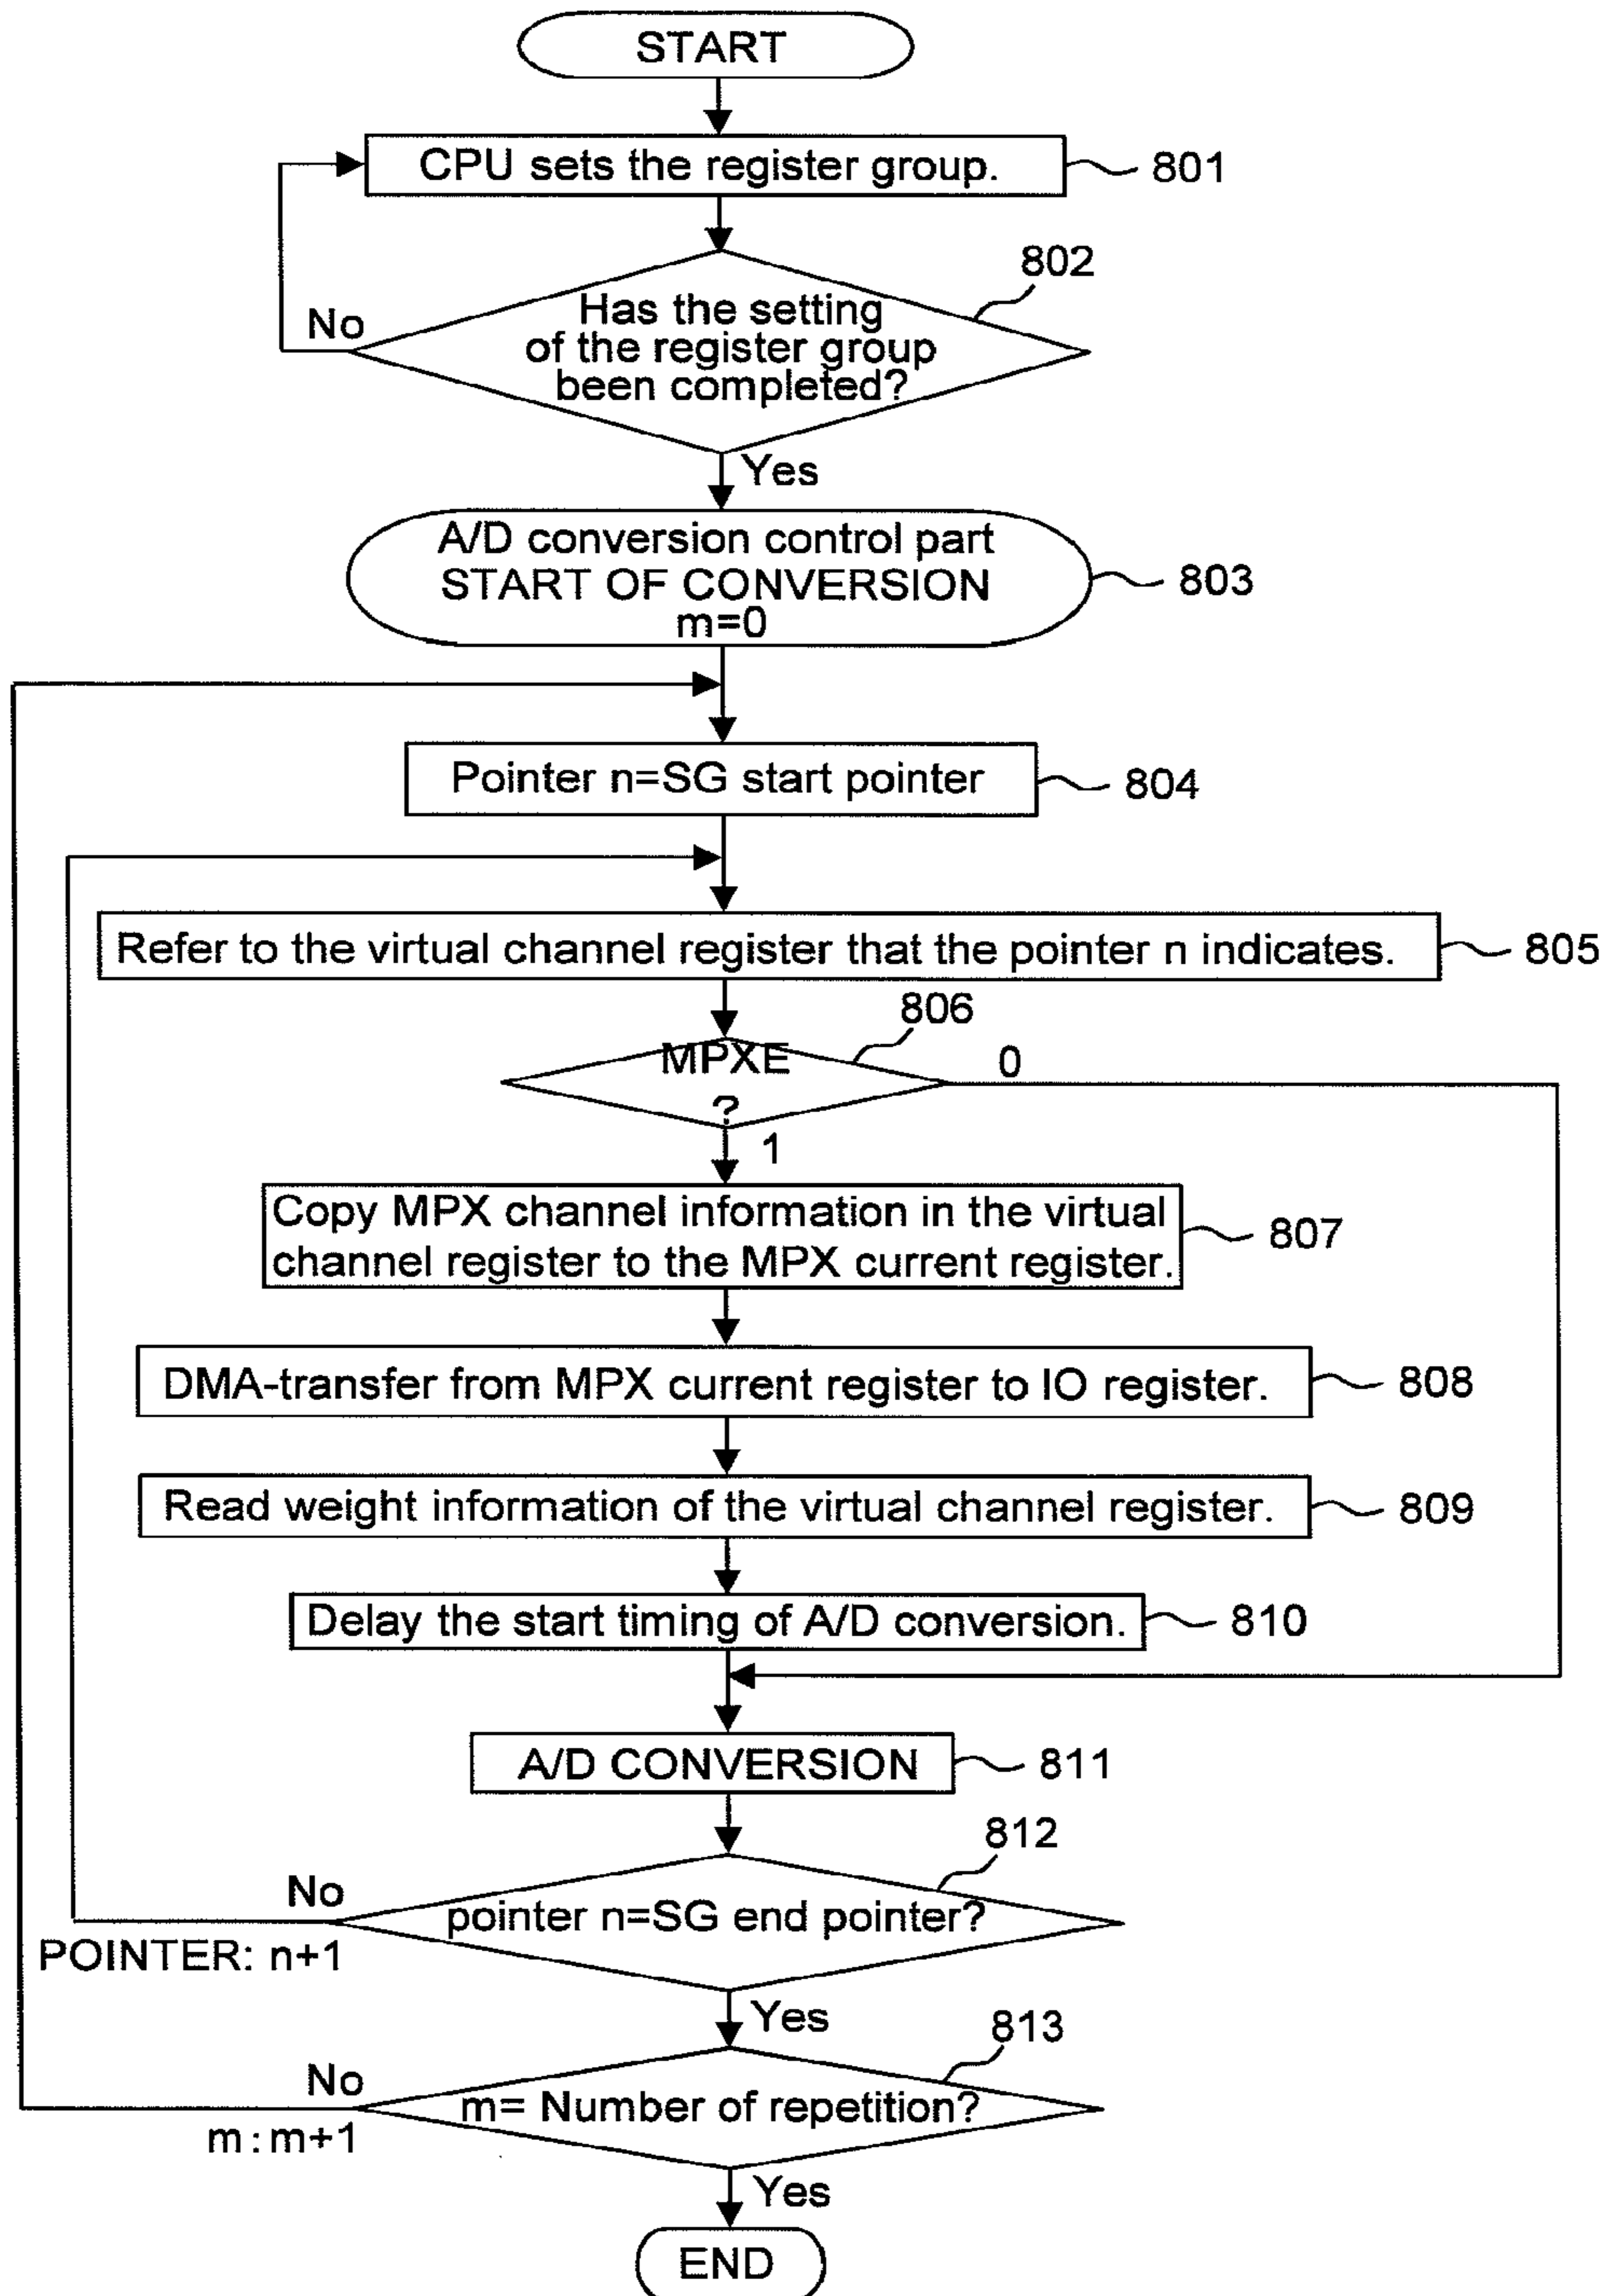 START
CPU sets the register group.
801
802
Has the setting
of the register group
been completed?
No
Yes
A/D conversion control part
START OF CONVERSION
m=0
803
Pointer n=SG start pointer
804
Refer to the virtual channel register that the pointer n indicates.
805
806
MPXE
?
0
1
Copy MPX channel information in the virtual
channel register to the MPX current register.
807
DMA-transfer from MPX current register to IO register.
808
Read weight information of the virtual channel register.
809
Delay the start timing of A/D conversion.
810
A/D CONVERSION
811
812
No
pointer n=SG end pointer?
POINTER: n+1
Yes
813
No
m= Number of repetition?
m:m+1
Yes
END